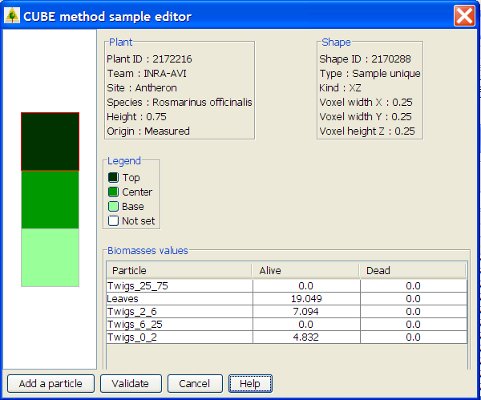 CUBE method sample editor
Plant
Plant ID : 2172216
Team : INRA-AVI
Site : Antheron
Species : Rosmarinus officinalis
Height : 0.75
Origin : Measured
Shape
Shape ID : 2170288
Type : Sample unique
Kind : XZ
Voxel width X : 0.25
Voxel width Y : 0.25
Voxel height Z : 0.25
Legend
Top
Center
Base
Not set
Biomasses values
Particle Alive Dead
Twigs_25_75 0.0 0.0
Leaves 19.049 0.0
Twigs_2_6 7.094 0.0
Twigs_6_25 0.0 0.0
Twigs_0_2 4.832 0.0
Add a particle Validate Cancel Help